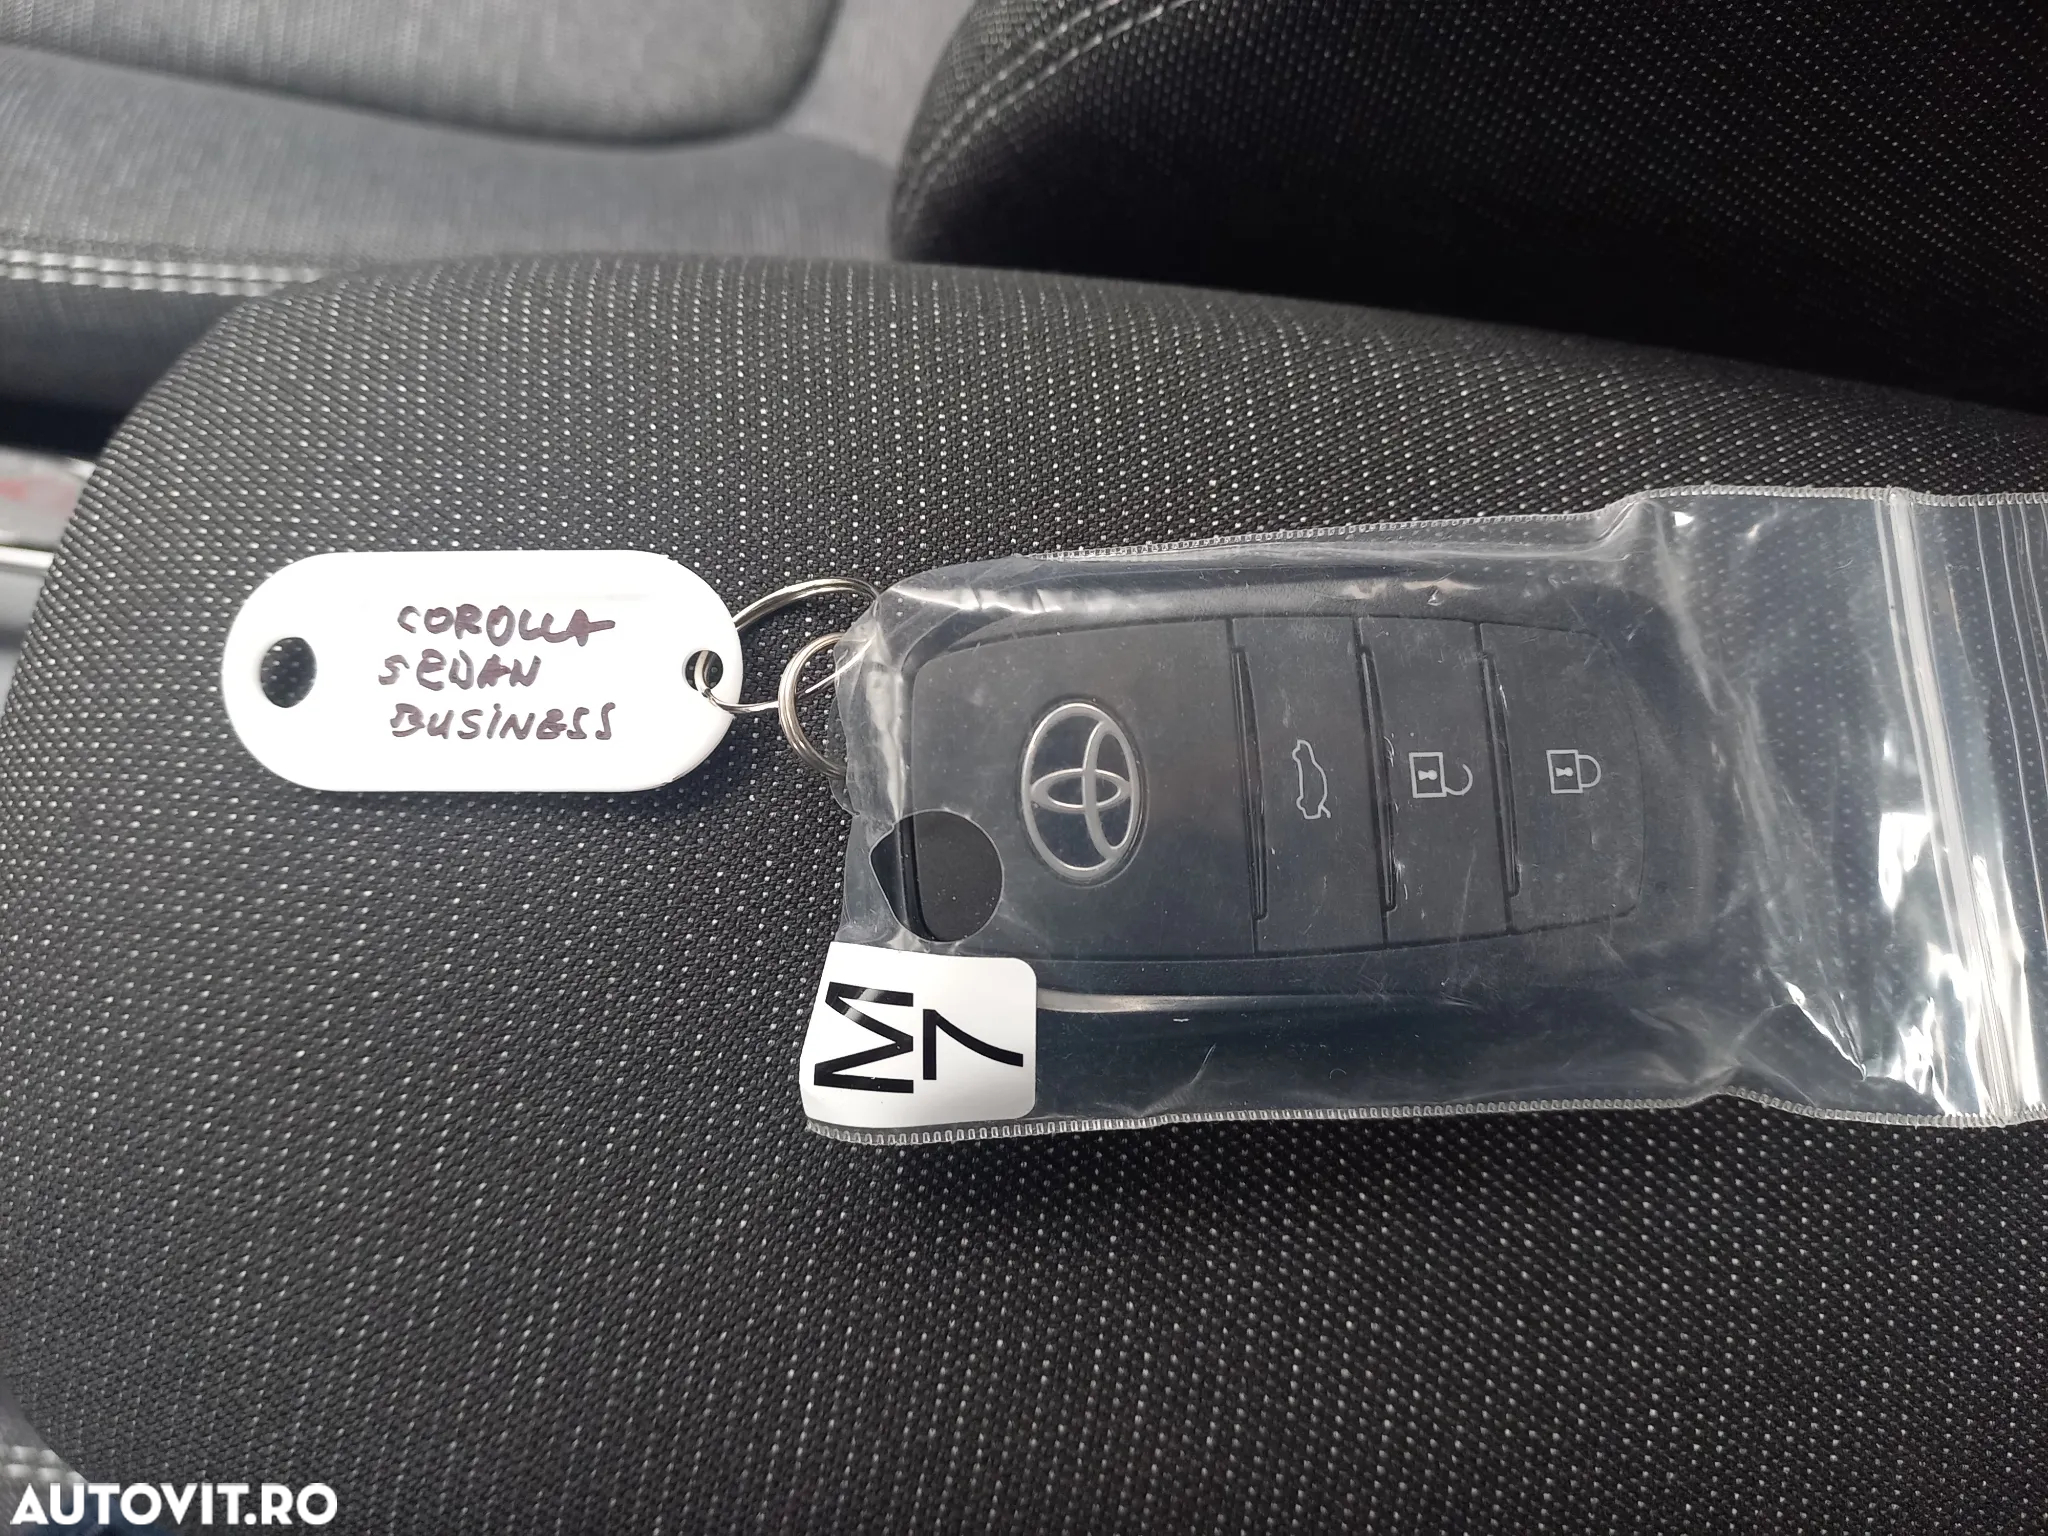 COROLLA
SEDAN
BUSINESS
M
7
AUTOVIT.RO